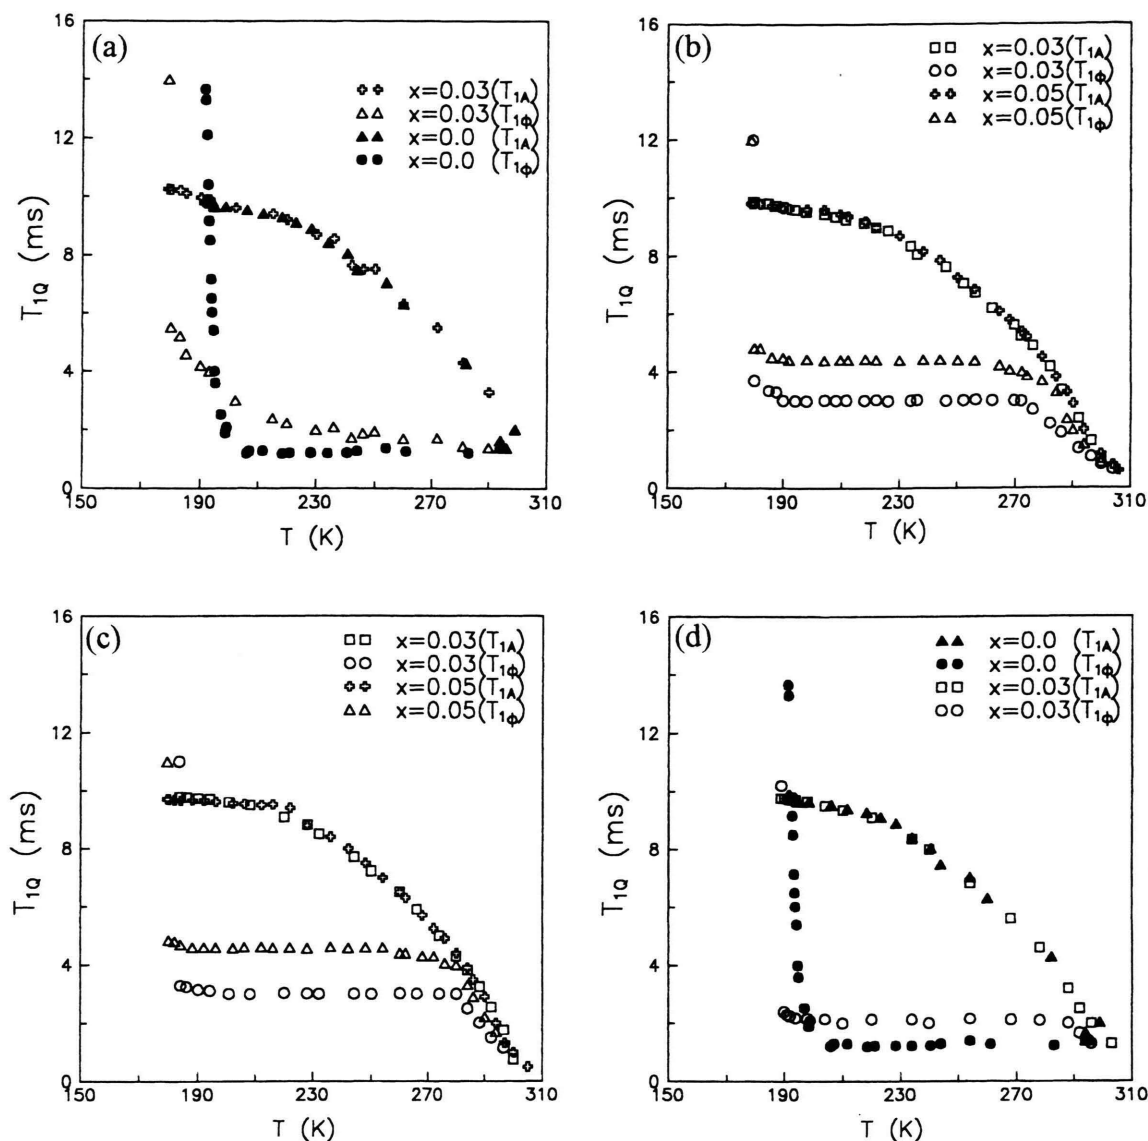 (a)
16
12
8
4
0
T1Q (ms)
x=0.03(T1A)
x=0.03(T1ϕ)
x=0.0 (T1A)
x=0.0 (T1ϕ)
150 190 230 270 310
T (K)
(b)
16
12
8
4
0
T1Q (ms)
x=0.03(T1A)
x=0.03(T1ϕ)
x=0.05(T1A)
x=0.05(T1ϕ)
150 190 230 270 310
T (K)
(c)
16
12
8
4
0
T1Q (ms)
x=0.03(T1A)
x=0.03(T1ϕ)
x=0.05(T1A)
x=0.05(T1ϕ)
150 190 230 270 310
T (K)
(d)
16
12
8
4
0
T1Q (ms)
x=0.0 (T1A)
x=0.0 (T1ϕ)
x=0.03(T1A)
x=0.03(T1ϕ)
150 190 230 270 310
T (K)